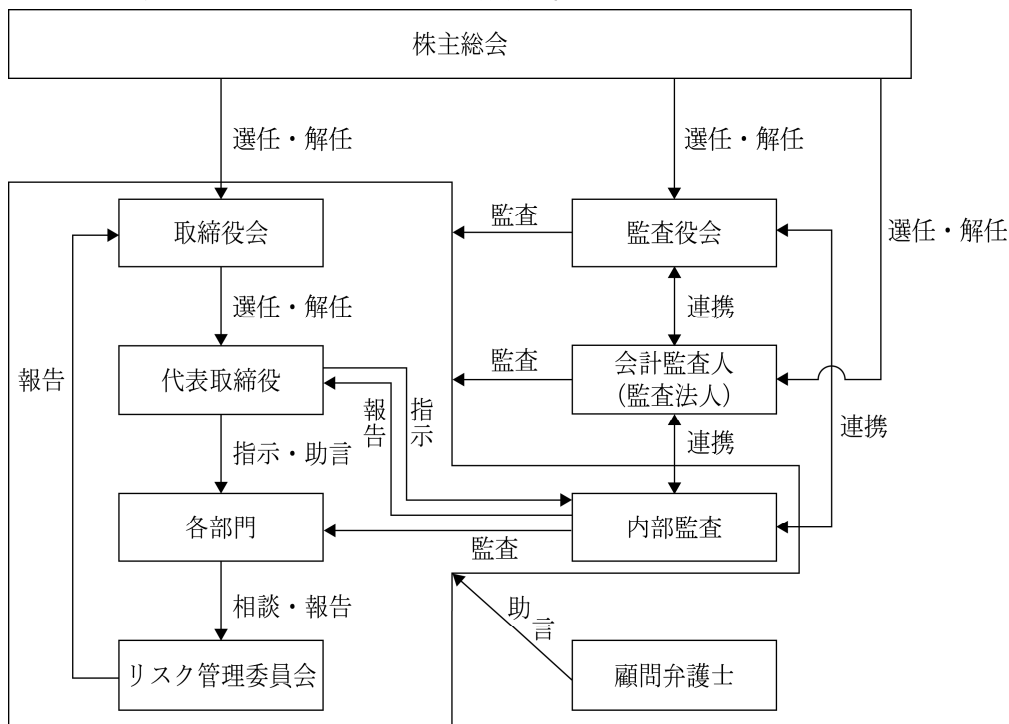 株主総会
選任・解任
選任・解任
選任・解任
取締役会
監査
監査役会
選任・解任
連携
報告
代表取締役
監査
会計監査人
(監査法人)
報告
指示
連携
連携
指示・助言
各部門
内部監査
監査
相談・報告
助言
リスク管理委員会
顧問弁護士